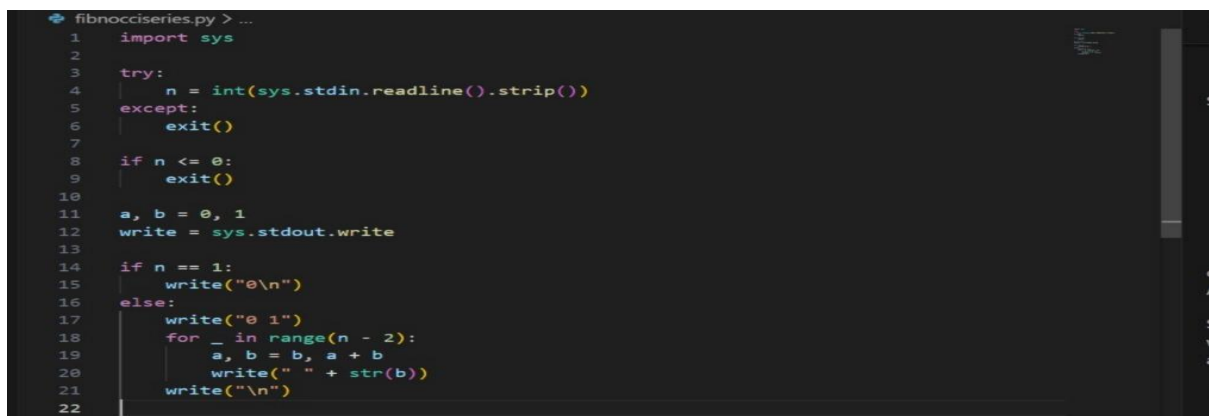 fibnocciseries.py > ...
1 import sys
2
3 try:
4     n = int(sys.stdin.readline().strip())
5 except:
6     exit()
7
8 if n <= 0:
9     exit()
10
11 a, b = 0, 1
12 write = sys.stdout.write
13
14 if n == 1:
15     write("0\n")
16 else:
17     write("0 1")
18     for _ in range(n - 2):
19         a, b = b, a + b
20         write(" " + str(b))
21     write("\n")
22